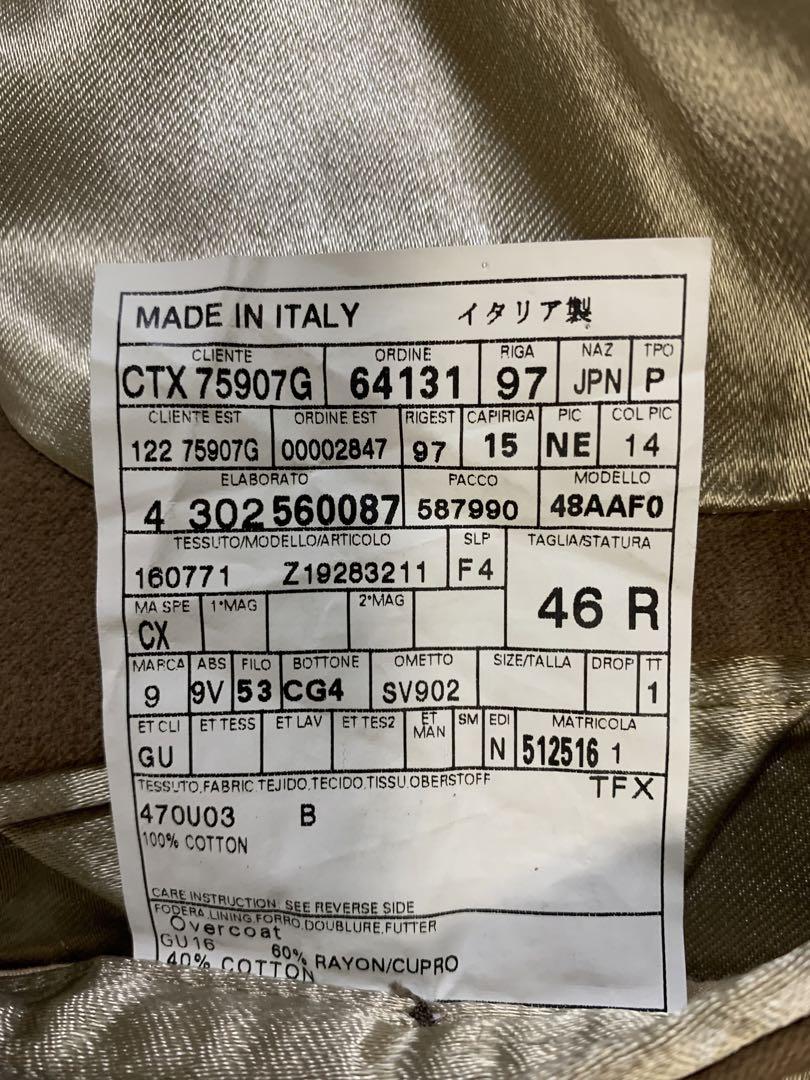 MADE IN ITALY イタリア製
CLIENTE ORDINE RIGA NAZ TPO
CTX 75907G 64131 97 JPN P
CLIENTE EST ORDINE EST RIGEST CAPIRIGA PIC COL PIC
122 75907G 00002847 97 15 NE 14
ELABORATO PACCO MODELLO
4 302 560087 587990 48AAF0
TESSUTO/MODELLO/ARTICOLO SLP TAGLIA/STATURA
160771 Z19283211 F4 46 R
MA SPE 1°MAG 2°MAG
CX
MARCA ABS FILO BOTTONE OMETTO SIZE/TALLA DROP TT
9 9V 53 CG4 SV902 1
ET CLI ET TESS ET LAV ET TES2 ET MAN SM EDI MATRICOLA
GU N 512516 1
TESSUTO,FABRIC,TEJIDO,TECIDO,TISSU,OBERSTOFF TFX
470U03 B
100% COTTON
CARE INSTRUCTION: SEE REVERSE SIDE
FODERA,LINING,FORRO,DOUBLURE,FUTTER
Overcoat
GU16 60% RAYON/CUPRO
40% COTTON